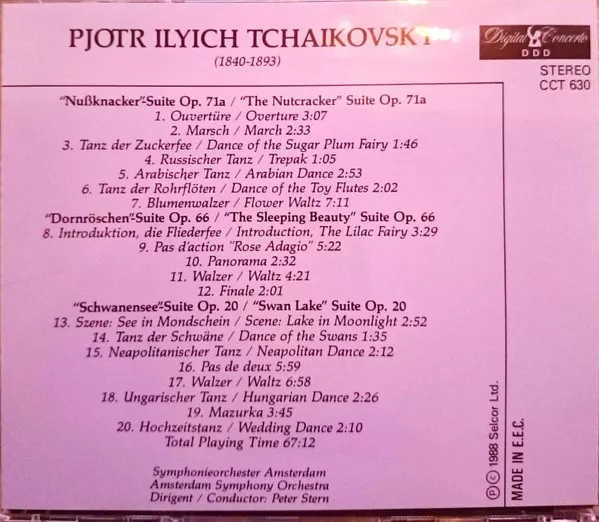 PJOTR ILYICH TCHAIKOVSKY
(1840-1893)
Digital Concerto
DDD
STEREO
CCT 630
"Nußknacker"-Suite Op. 71a / "The Nutcracker" Suite Op. 71a
1. Ouvertüre / Overture 3:07
2. Marsch / March 2:33
3. Tanz der Zuckerfee / Dance of the Sugar Plum Fairy 1:46
4. Russischer Tanz / Trepak 1:05
5. Arabischer Tanz / Arabian Dance 2:53
6. Tanz der Rohrflöten / Dance of the Toy Flutes 2:02
7. Blumenwalzer / Flower Waltz 7:11
"Dornröschen"-Suite Op. 66 / "The Sleeping Beauty" Suite Op. 66
8. Introduktion, die Fliederfee / Introduction, The Lilac Fairy 3:29
9. Pas d'action "Rose Adagio" 5:22
10. Panorama 2:32
11. Walzer / Waltz 4:21
12. Finale 2:01
"Schwanensee"-Suite Op. 20 / "Swan Lake" Suite Op. 20
13. Szene: See in Mondschein / Scene: Lake in Moonlight 2:52
14. Tanz der Schwäne / Dance of the Swans 1:35
15. Neapolitanischer Tanz / Neapolitan Dance 2:12
16. Pas de deux 5:59
17. Walzer / Waltz 6:58
18. Ungarischer Tanz / Hungarian Dance 2:26
19. Mazurka 3:45
20. Hochzeitstanz / Wedding Dance 2:10
Total Playing Time 67:12
Symphonieorchester Amsterdam
Amsterdam Symphony Orchestra
Dirigent / Conductor: Peter Stern
Ⓟ © 1988 Selcor Ltd.
MADE IN E.E.C.